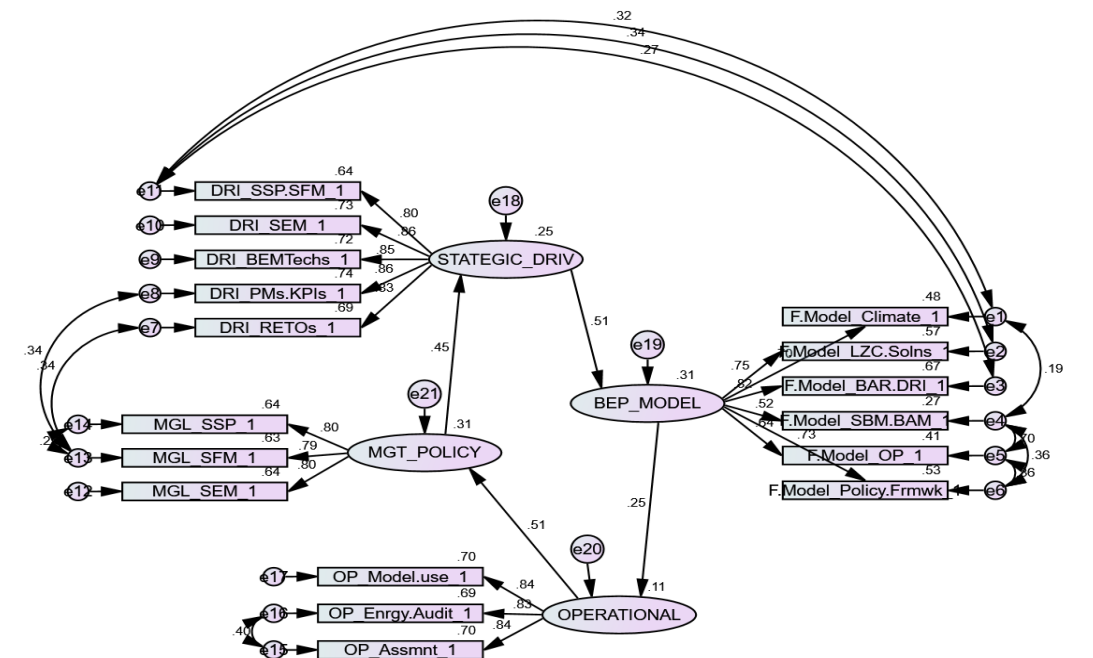 .32
.34
.27
.64
e11 DRI_SSP.SFM_1
.80
e18
.73
e10 DRI_SEM_1
.86
.25
.72
e9 DRI_BEMTechs_1
.85
STATEGIC_DRIV
.74
.86
e8 DRI_PMs.KPIs_1
.83
.69
e7 DRI_RETOs_1
.48
F.Model_Climate_1 e1
.51
.57
F.Model_LZC.Solns_1 e2
.34
.34
.45
e19
.75
.67
.19
.82
F.Model_BAR.DRI_1 e3
.31
BEP_MODEL
e21
.52
.27
F.Model_SBM.BAM_1 e4
.64
.64
e14 MGL_SSP_1
.80
.31
.73
.41
.70
.63
MGT_POLICY
F.Model_OP_1 e5
.36
e13 MGL_SFM_1
.79
.64
.80
.53
e12 MGL_SEM_1
F.Model_Policy.Frmwk_1 e6
.25
.51
e20
.70
e17 OP_Model.use_1
.84
.11
.69
e16 OP_Enrgy.Audit_1
.83
OPERATIONAL
.40
.84
.70
e15 OP_Assmnt_1